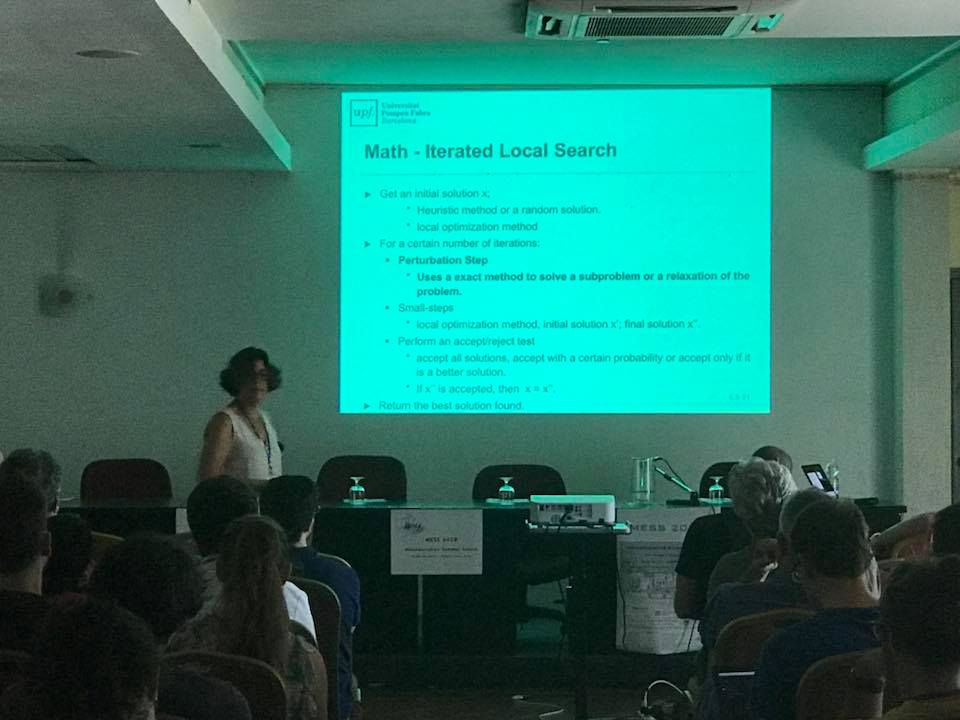 upf.
Universitat
Pompeu Fabra
Barcelona
Math - Iterated Local Search
► Get an initial solution x;
* Heuristic method or a random solution.
* local optimization method
► For a certain number of iterations:
▪ Perturbation Step
* Uses a exact method to solve a subproblem or a relaxation of the
problem.
▪ Small-steps
* local optimization method, initial solution x'; final solution x''.
▪ Perform an accept/reject test
* accept all solutions, accept with a certain probability or accept only if it
is a better solution.
* If x'' is accepted, then x = x''.
► Return the best solution found.
MESS 2018
Metaheuristics Summer School
MESS 20